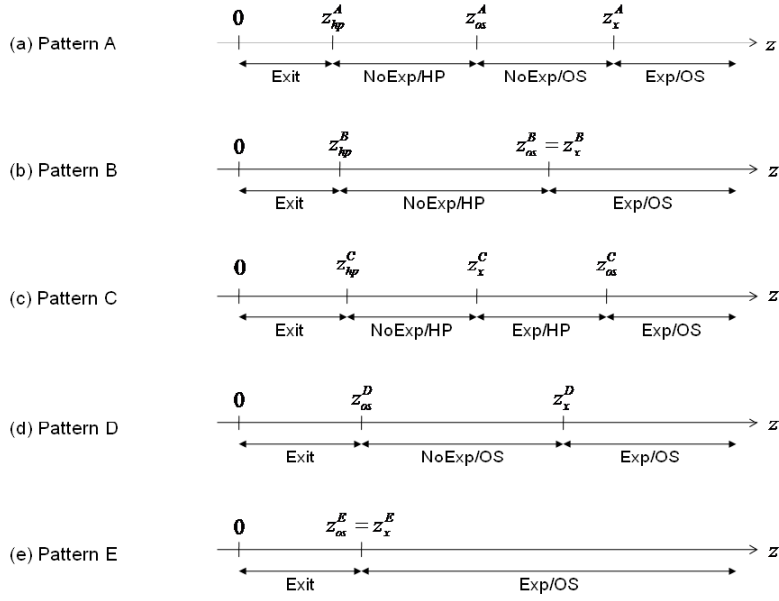 0 z_hp^A z_os^A z_x^A
(a) Pattern A z
Exit NoExp/HP NoExp/OS Exp/OS
0 z_hp^B z_os^B = z_x^B
(b) Pattern B z
Exit NoExp/HP Exp/OS
0 z_hp^C z_x^C z_os^C
(c) Pattern C z
Exit NoExp/HP Exp/HP Exp/OS
0 z_os^D z_x^D
(d) Pattern D z
Exit NoExp/OS Exp/OS
0 z_os^E = z_x^E
(e) Pattern E z
Exit Exp/OS